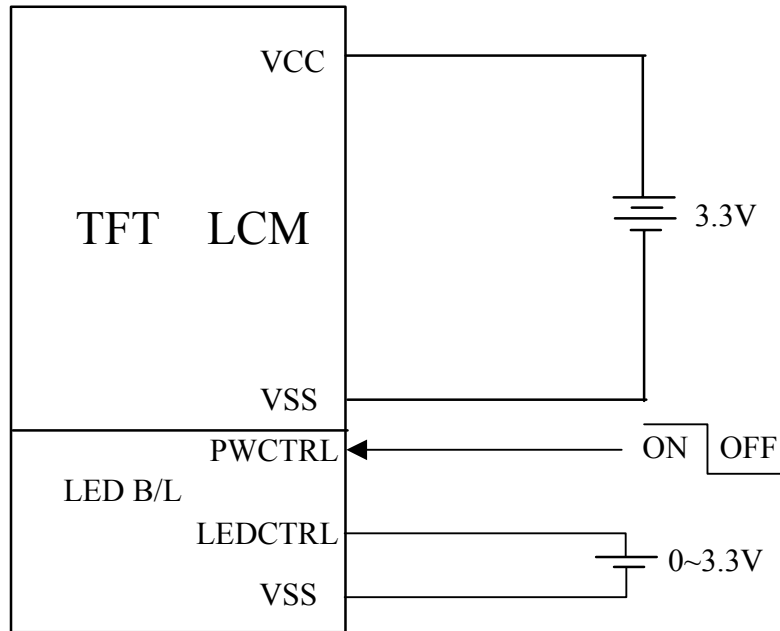 VCC
TFT LCM
3.3V
VSS
PWCTRL
ON OFF
LED B/L
LEDCTRL
0~3.3V
VSS